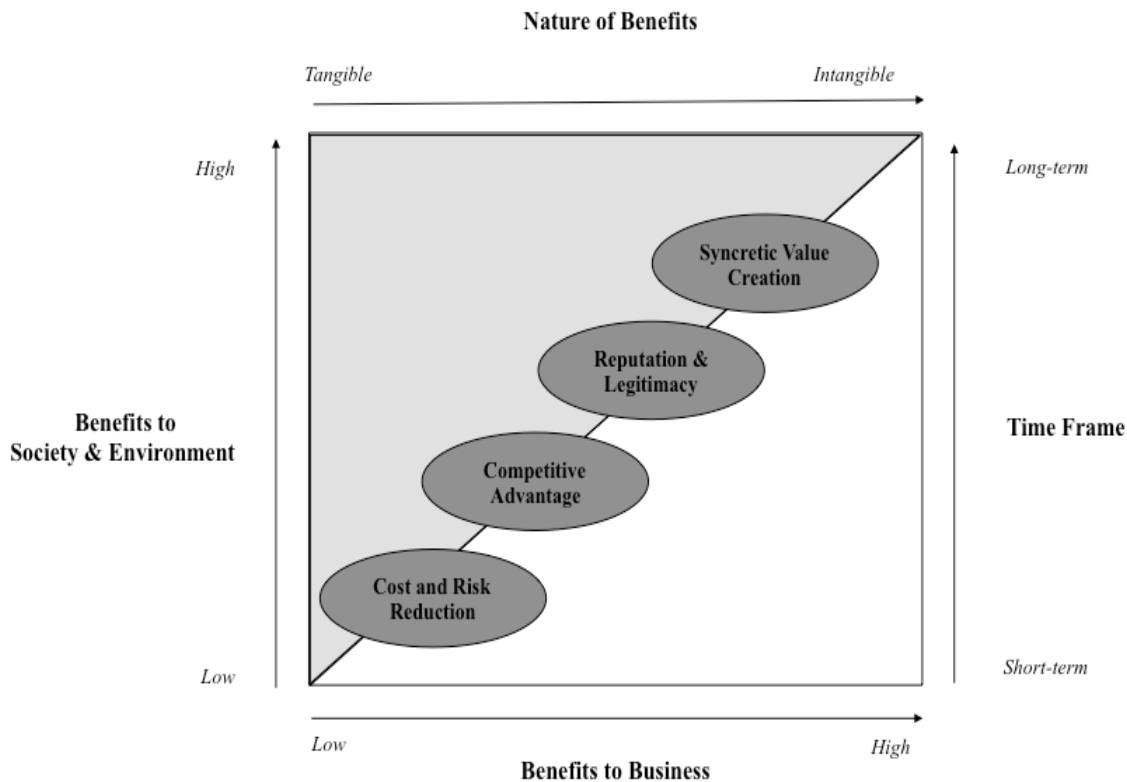 Nature of Benefits
Tangible
Intangible
High
Long-term
Syncretic Value
Creation
Reputation &
Legitimacy
Benefits to
Society & Environment
Time Frame
Competitive
Advantage
Cost and Risk
Reduction
Low
Short-term
Low
High
Benefits to Business